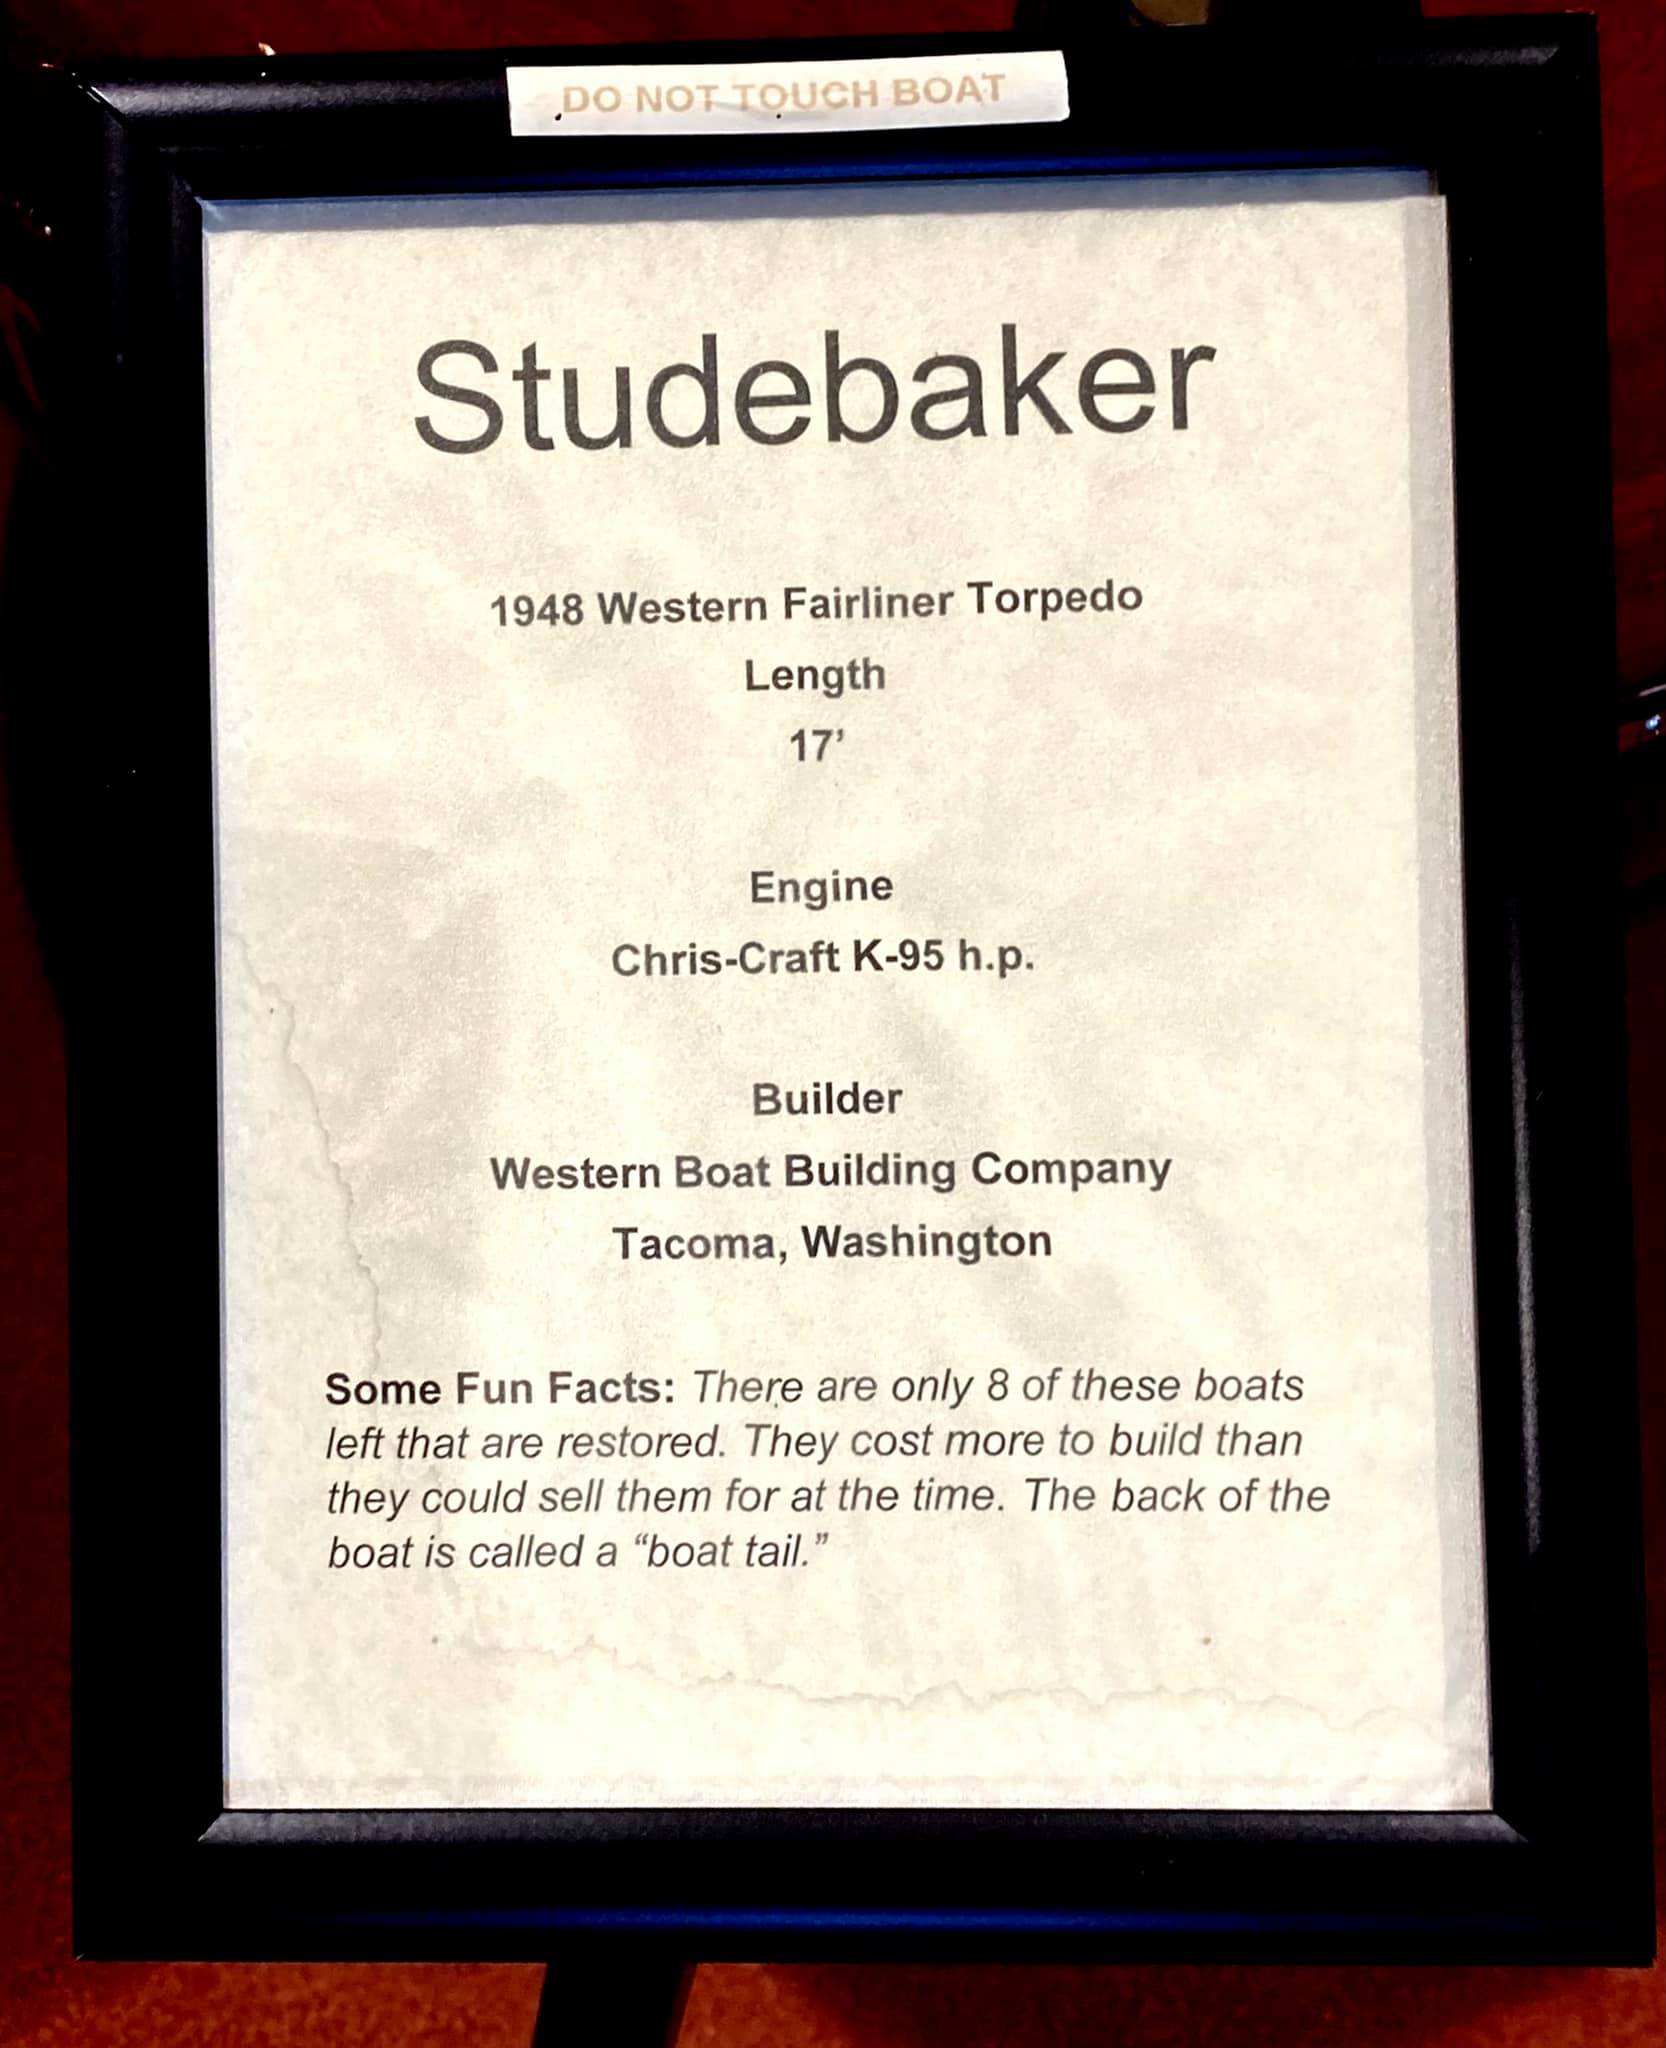 DO NOT TOUCH BOAT
Studebaker
1948 Western Fairliner Torpedo
Length
17’
Engine
Chris-Craft K-95 h.p.
Builder
Western Boat Building Company
Tacoma, Washington
Some Fun Facts: There are only 8 of these boats
left that are restored. They cost more to build than
they could sell them for at the time. The back of the
boat is called a “boat tail.”